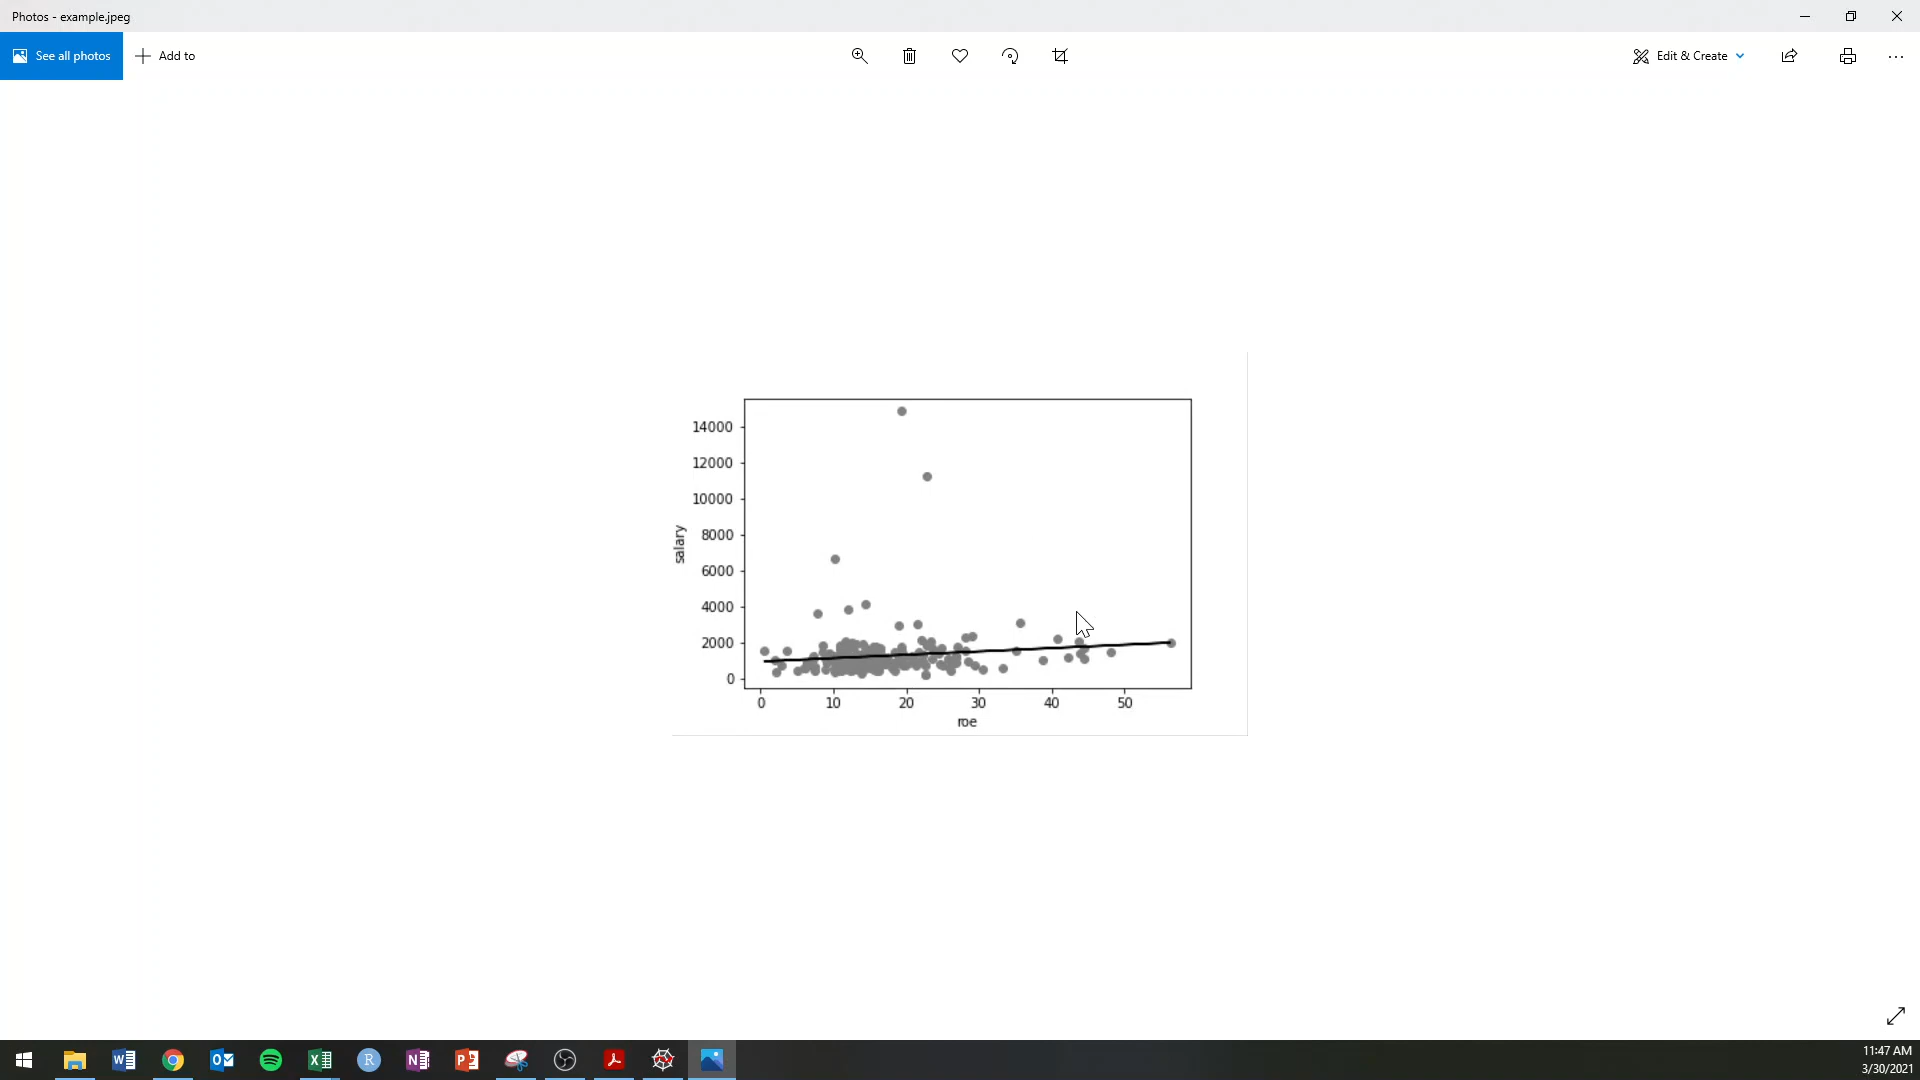 Photos - example.jpeg
See all photos
Add to
Edit & Create
14000
12000
10000
8000
6000
4000
2000
0
salary
0 10 20 30 40 50
roe
11:47 AM
3/30/2021